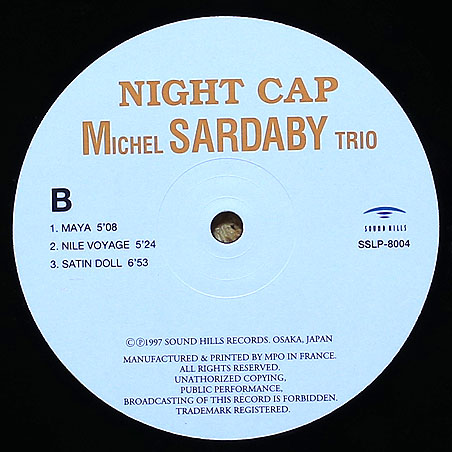 NIGHT CAP
MICHEL SARDABY TRIO
B
1. MAYA 5'08
2. NILE VOYAGE 5'24
3. SATIN DOLL 6'53
SOUND HILLS
SSLP-8004
©℗1997 SOUND HILLS RECORDS. OSAKA, JAPAN
MANUFACTURED & PRINTED BY MPO IN FRANCE.
ALL RIGHTS RESERVED.
UNATHORIZED COPYING,
PUBLIC PERFORMANCE,
BROADCASTING OF THIS RECORD IS FORBIDDEN.
TRADEMARK REGISTERED.